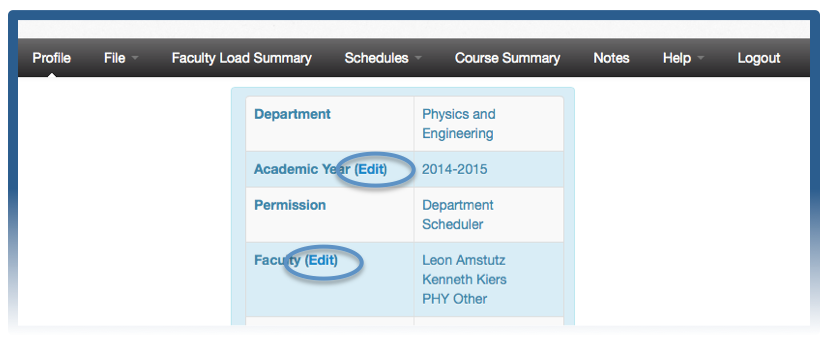 Profile File Faculty Load Summary Schedules Course Summary Notes Help Logout
Department Physics and
Engineering
Academic Year (Edit) 2014-2015
Permission Department
Scheduler
Faculty (Edit) Leon Amstutz
Kenneth Kiers
PHY Other